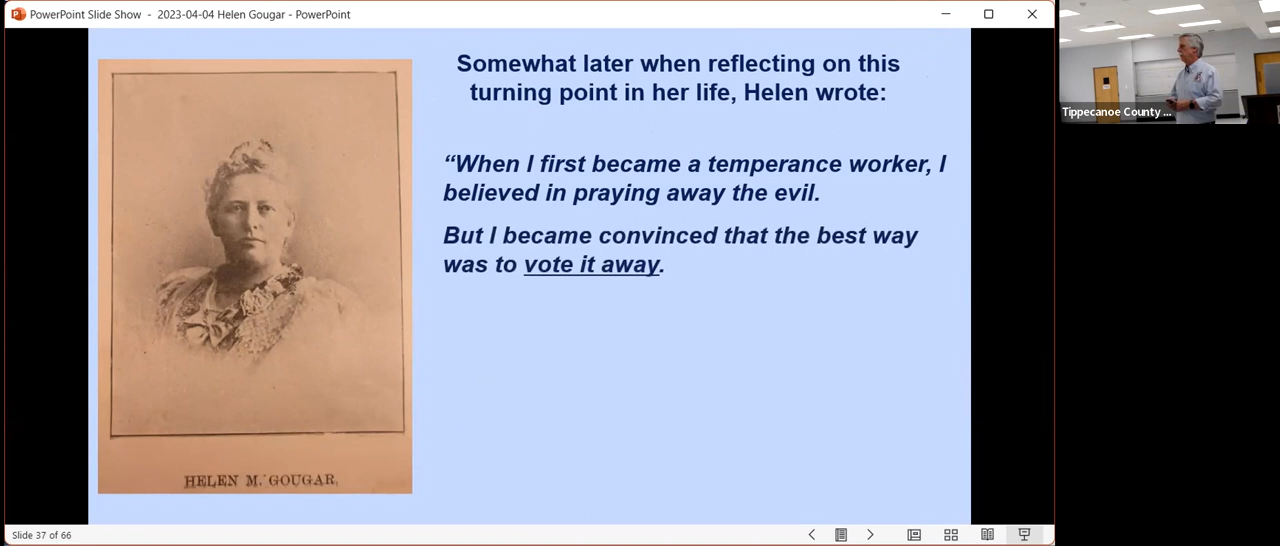 PowerPoint Slide Show - 2023-04-04 Helen Gougar - PowerPoint
Somewhat later when reflecting on this
turning point in her life, Helen wrote:
“When I first became a temperance worker, I
believed in praying away the evil.
But I became convinced that the best way
was to vote it away.
HELEN M. GOUGAR,
Slide 37 of 66
Tippecanoe County ...